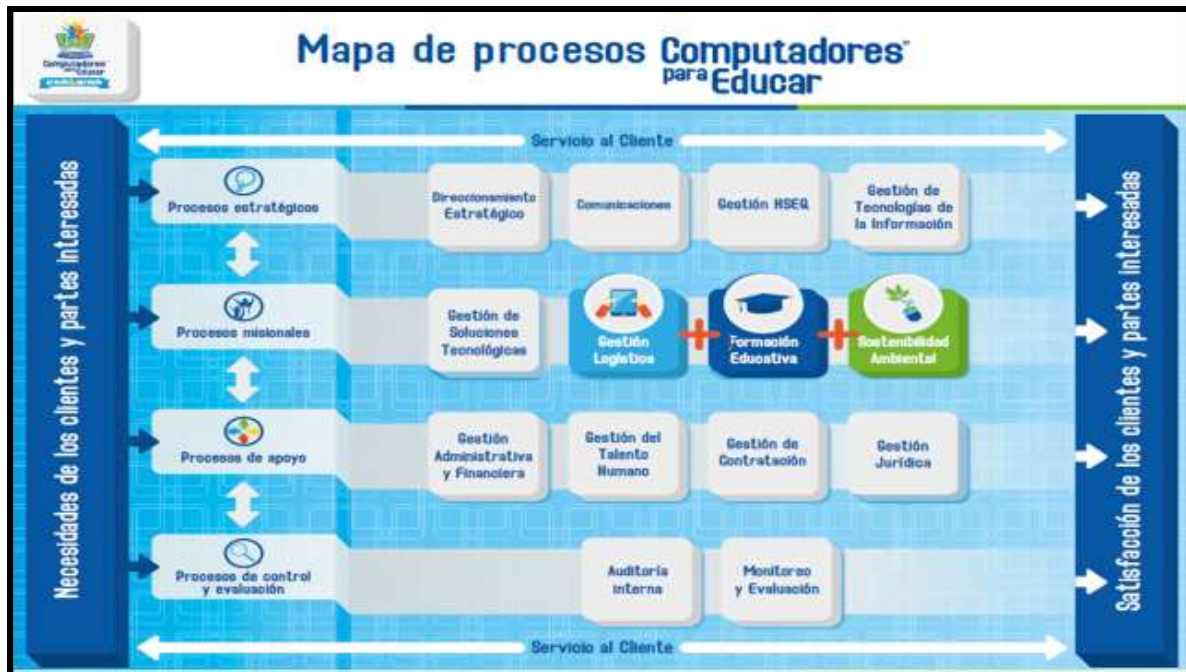 Computadores
para Educar
Mapa de procesos Computadores
para Educar
Servicio al Cliente
Necesidades de los clientes y partes interesadas
Procesos estratégicos
Direccionamiento
Estratégico
Comunicaciones
Gestión HSEQ
Gestión de
Tecnologías de
la Información
Procesos misionales
Gestión de
Soluciones
Tecnológicas
Gestión
Logística
+
Formación
Educativa
+
Sostenibilidad
Ambiental
Procesos de apoyo
Gestión
Administrativa
y Financiera
Gestión del
Talento
Humano
Gestión de
Contratación
Gestión
Jurídica
Procesos de control
y evaluación
Auditoría
interna
Monitoreo
y Evaluación
Satisfacción de los clientes y partes interesadas
Servicio al Cliente